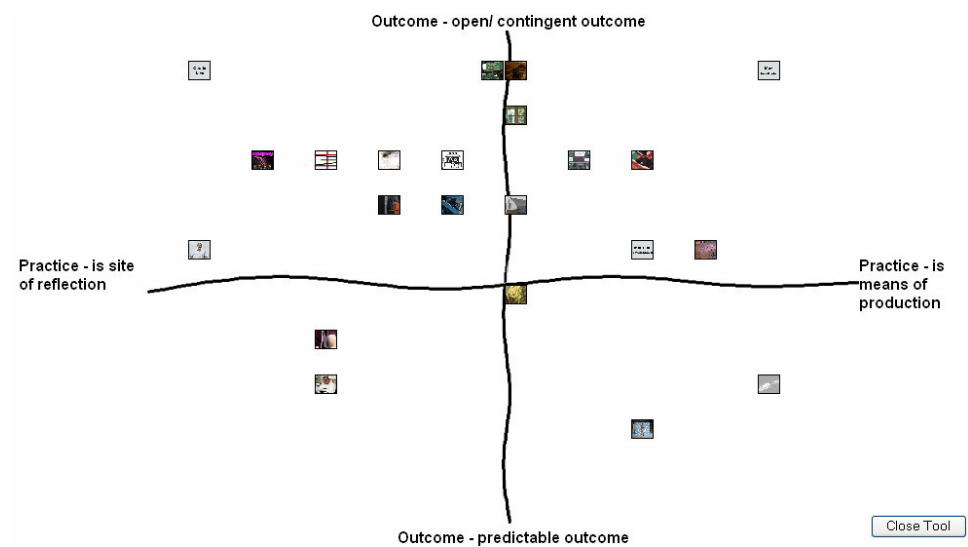 Outcome - open/ contingent outcome
Practice - is site
of reflection
Practice - is
means of
production
Outcome - predictable outcome
Close Tool